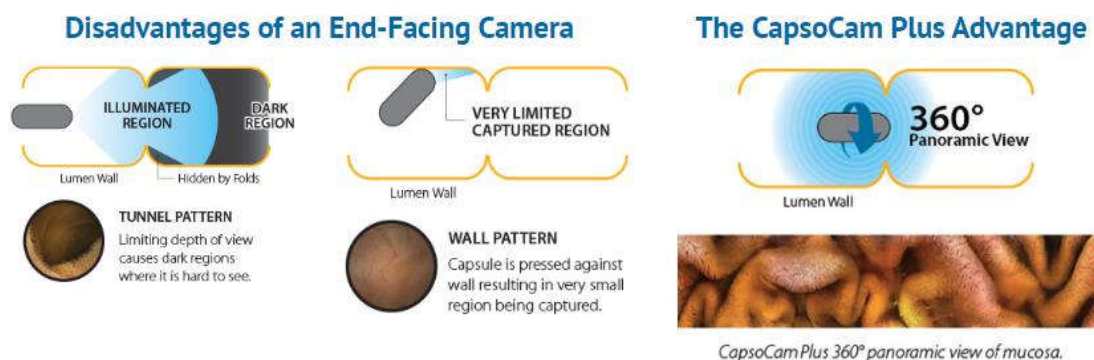 Disadvantages of an End-Facing Camera
The CapsoCam Plus Advantage
ILLUMINATED
REGION
DARK
REGION
Lumen Wall
Hidden by Folds
TUNNEL PATTERN
Limiting depth of view
causes dark regions
where it is hard to see.
VERY LIMITED
CAPTURED REGION
Lumen Wall
WALL PATTERN
Capsule is pressed against
wall resulting in very small
region being captured.
360°
Panoramic View
Lumen Wall
CapsoCam Plus 360° panoramic view of mucosa.